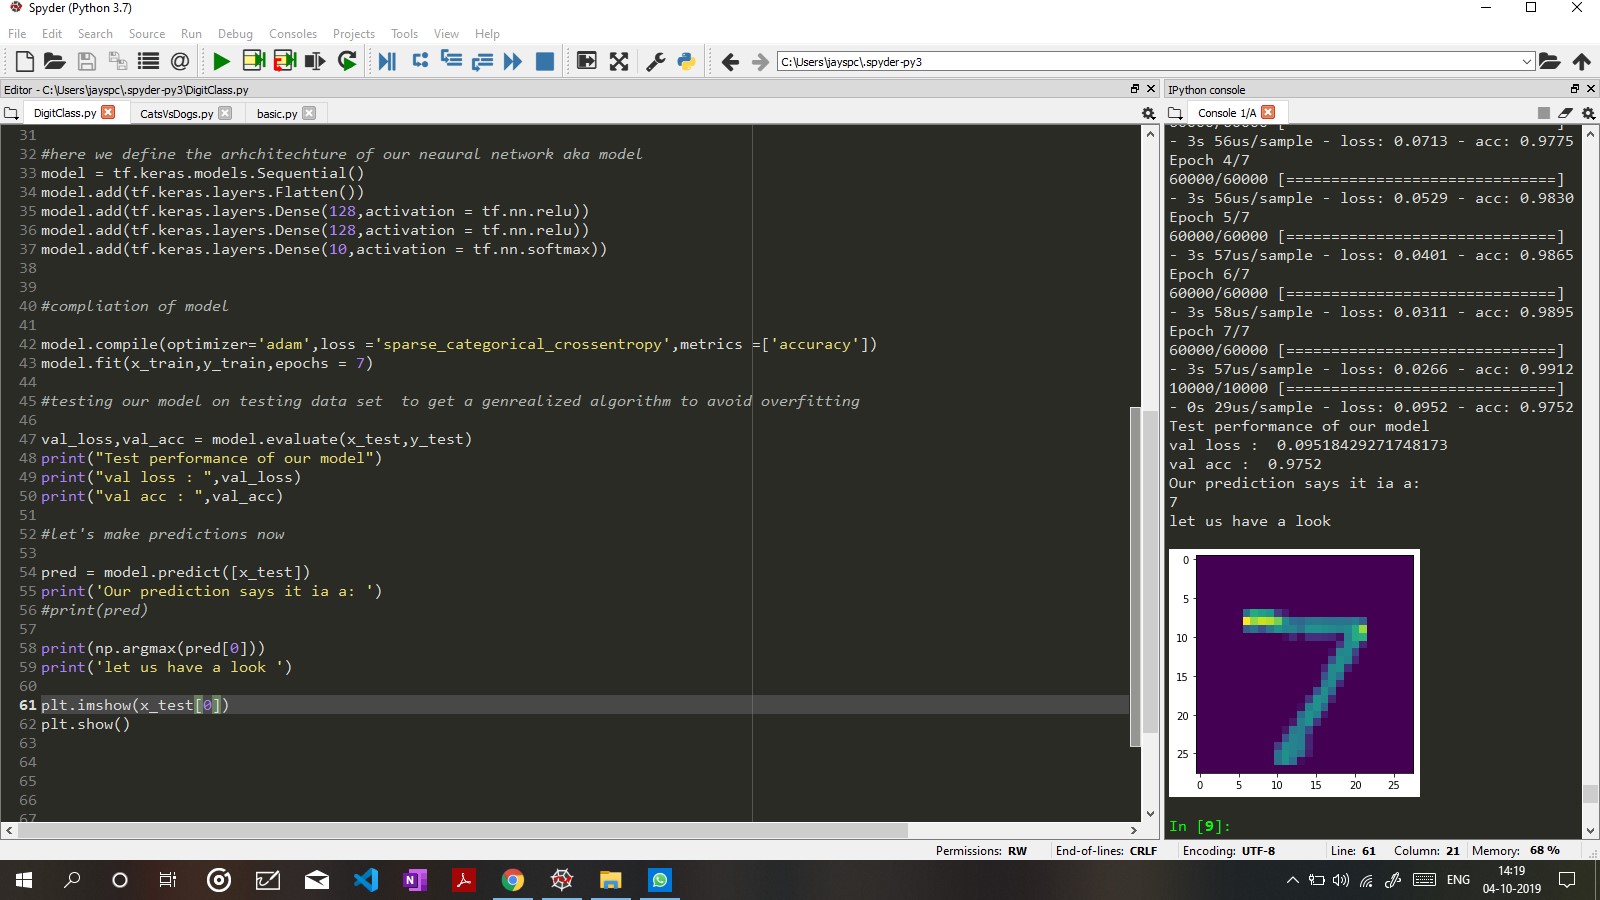 Spyder (Python 3.7)
File Edit Search Source Run Debug Consoles Projects Tools View Help
C:\Users\jayspc\.spyder-py3
Editor - C:\Users\jayspc\.spyder-py3\DigitClass.py
DigitClass.py CatsVsDogs.py basic.py
31
32 #here we define the arhchitechture of our neaural network aka model
33 model = tf.keras.models.Sequential()
34 model.add(tf.keras.layers.Flatten())
35 model.add(tf.keras.layers.Dense(128,activation = tf.nn.relu))
36 model.add(tf.keras.layers.Dense(128,activation = tf.nn.relu))
37 model.add(tf.keras.layers.Dense(10,activation = tf.nn.softmax))
38
39
40 #compliation of model
41
42 model.compile(optimizer='adam',loss ='sparse_categorical_crossentropy',metrics =['accuracy'])
43 model.fit(x_train,y_train,epochs = 7)
44
45 #testing our model on testing data set  to get a genrealized algorithm to avoid overfitting
46
47 val_loss,val_acc = model.evaluate(x_test,y_test)
48 print("Test performance of our model")
49 print("val loss : ",val_loss)
50 print("val acc : ",val_acc)
51
52 #let's make predictions now
53
54 pred = model.predict([x_test])
55 print('Our prediction says it ia a: ')
56 #print(pred)
57
58 print(np.argmax(pred[0]))
59 print('let us have a look ')
60
61 plt.imshow(x_test[0])
62 plt.show()
63
64
65
66
67
IPython console
Console 1/A
60000/60000 [==============================]
- 3s 56us/sample - loss: 0.0713 - acc: 0.9775
Epoch 4/7
60000/60000 [==============================]
- 3s 56us/sample - loss: 0.0529 - acc: 0.9830
Epoch 5/7
60000/60000 [==============================]
- 3s 57us/sample - loss: 0.0401 - acc: 0.9865
Epoch 6/7
60000/60000 [==============================]
- 3s 58us/sample - loss: 0.0311 - acc: 0.9895
Epoch 7/7
60000/60000 [==============================]
- 3s 57us/sample - loss: 0.0266 - acc: 0.9912
10000/10000 [==============================]
- 0s 29us/sample - loss: 0.0952 - acc: 0.9752
Test performance of our model
val loss :  0.09518429271748173
val acc :  0.9752
Our prediction says it ia a:
7
let us have a look
0
5
10
15
20
25
0 5 10 15 20 25
In [9]:
Permissions: RW End-of-lines: CRLF Encoding: UTF-8 Line: 61 Column: 21 Memory: 68 %
ENG
14:19
04-10-2019